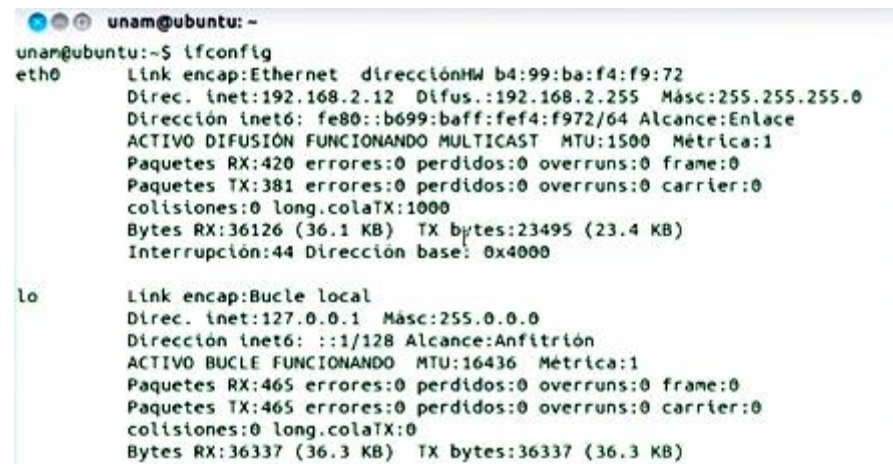 unam@ubuntu: ~
unam@ubuntu:~$ ifconfig
eth0 Link encap:Ethernet direcciónHW b4:99:ba:f4:f9:72
Direc. inet:192.168.2.12 Difus.:192.168.2.255 Másc:255.255.255.0
Dirección inet6: fe80::b699:baff:fef4:f972/64 Alcance:Enlace
ACTIVO DIFUSIÓN FUNCIONANDO MULTICAST MTU:1500 Métrica:1
Paquetes RX:420 errores:0 perdidos:0 overruns:0 frame:0
Paquetes TX:381 errores:0 perdidos:0 overruns:0 carrier:0
colisiones:0 long.colaTX:1000
Bytes RX:36126 (36.1 KB) TX bytes:23495 (23.4 KB)
Interrupción:44 Dirección base: 0x4000
lo Link encap:Bucle local
Direc. inet:127.0.0.1 Másc:255.0.0.0
Dirección inet6: ::1/128 Alcance:Anfitrión
ACTIVO BUCLE FUNCIONANDO MTU:16436 Métrica:1
Paquetes RX:465 errores:0 perdidos:0 overruns:0 frame:0
Paquetes TX:465 errores:0 perdidos:0 overruns:0 carrier:0
colisiones:0 long.colaTX:0
Bytes RX:36337 (36.3 KB) TX bytes:36337 (36.3 KB)